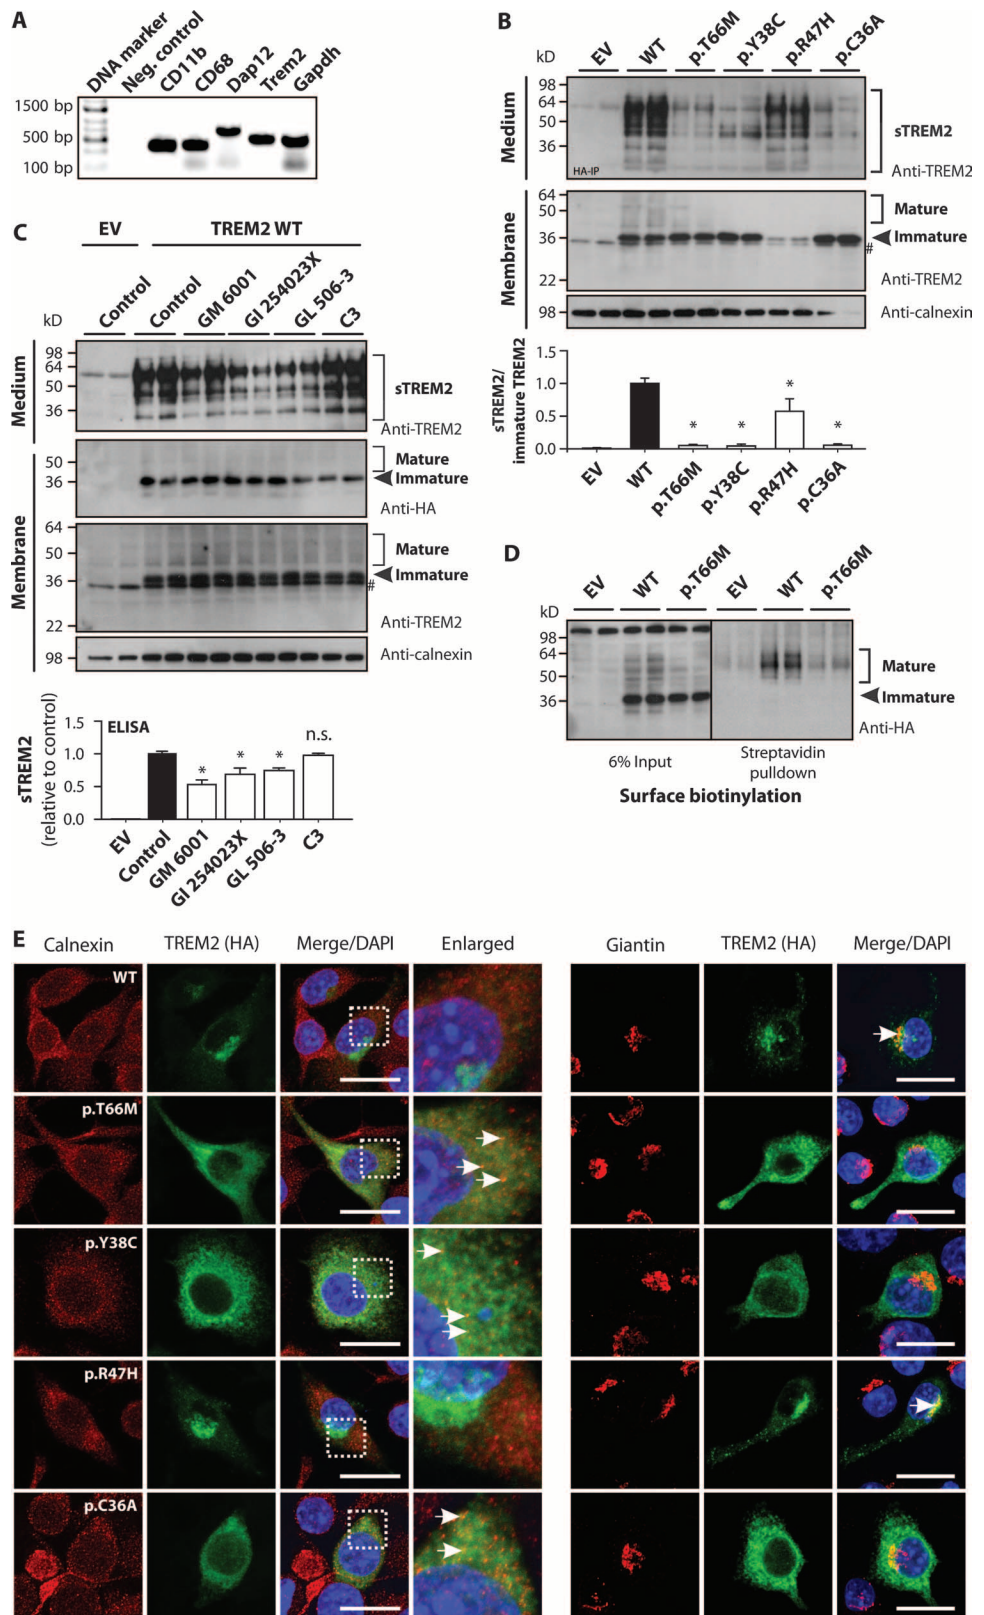 A
DNA marker
Neg. control
CD11b
CD68
Dap12
Trem2
Gapdh
1500 bp
500 bp
100 bp
B
kD
EV
WT
p.T66M
p.Y38C
p.R47H
p.C36A
Medium
98
64
50
36
HA-IP
sTREM2
Anti-TREM2
Membrane
64
50
36
22
Mature
Immature
#
Anti-TREM2
98
Anti-calnexin
sTREM2/
immature TREM2
1.5
1.0
0.5
0.0
*
*
*
*
EV
WT
p.T66M
p.Y38C
p.R47H
p.C36A
C
EV
TREM2 WT
kD
Control
Control
GM 6001
GI 254023X
GL 506-3
C3
Medium
98
64
50
36
sTREM2
Anti-TREM2
Membrane
50
36
Mature
Immature
Anti-HA
64
50
36
22
Mature
Immature
#
Anti-TREM2
98
Anti-calnexin
sTREM2
(relative to control)
1.5
1.0
0.5
0.0
ELISA
*
*
*
n.s.
EV
Control
GM 6001
GI 254023X
GL 506-3
C3
D
kD
EV
WT
p.T66M
EV
WT
p.T66M
98
64
50
36
Mature
Immature
Anti-HA
6% Input
Streptavidin
pulldown
Surface biotinylation
E
Calnexin
TREM2 (HA)
Merge/DAPI
Enlarged
Giantin
TREM2 (HA)
Merge/DAPI
WT
p.T66M
p.Y38C
p.R47H
p.C36A